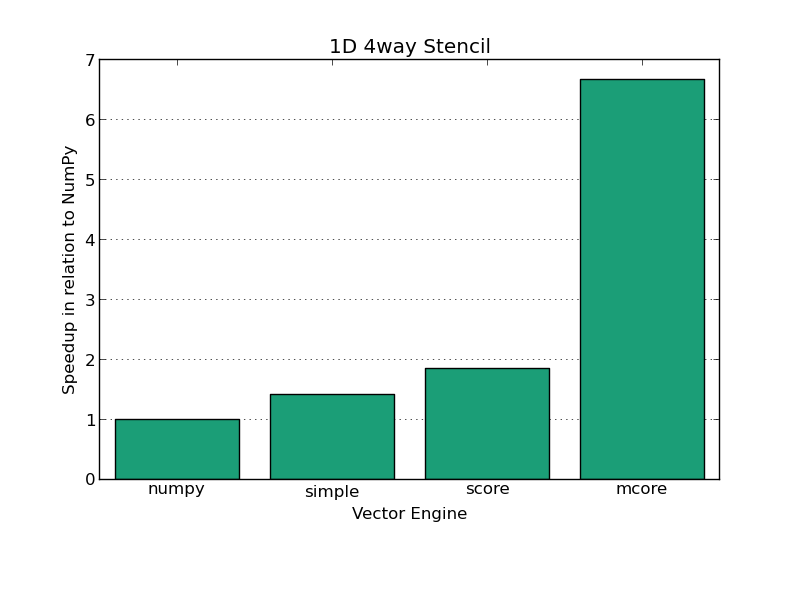 1D 4way Stencil
7
6
5
4
3
2
1
0
Speedup in relation to NumPy
numpy simple score mcore
Vector Engine